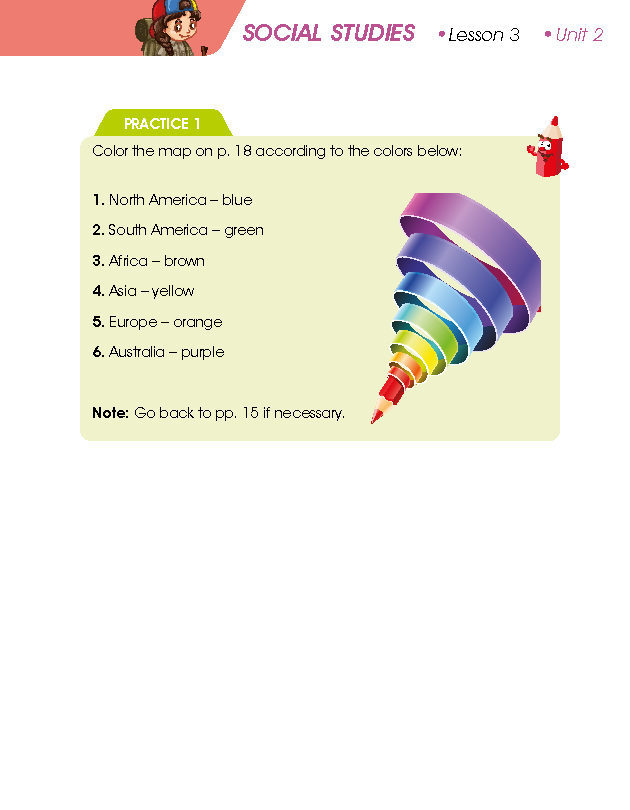 SOCIAL STUDIES • Lesson 3 • Unit 2
PRACTICE 1
Color the map on p. 18 according to the colors below:
1. North America – blue
2. South America – green
3. Africa – brown
4. Asia – yellow
5. Europe – orange
6. Australia – purple
Note: Go back to pp. 15 if necessary.